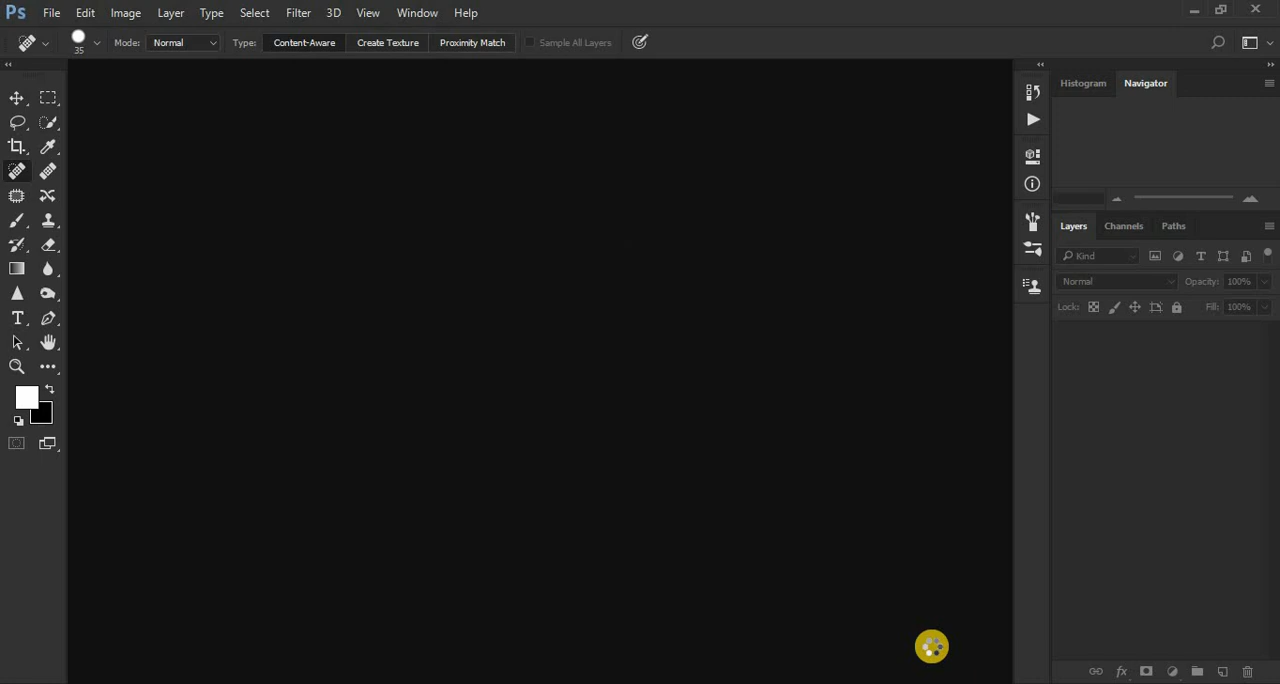 Ps File Edit Image Layer Type Select Filter 3D View Window Help
35 Mode: Normal Type: Content-Aware Create Texture Proximity Match Sample All Layers
Histogram Navigator
Layers Channels Paths
Kind
Normal Opacity: 100%
Lock: Fill: 100%